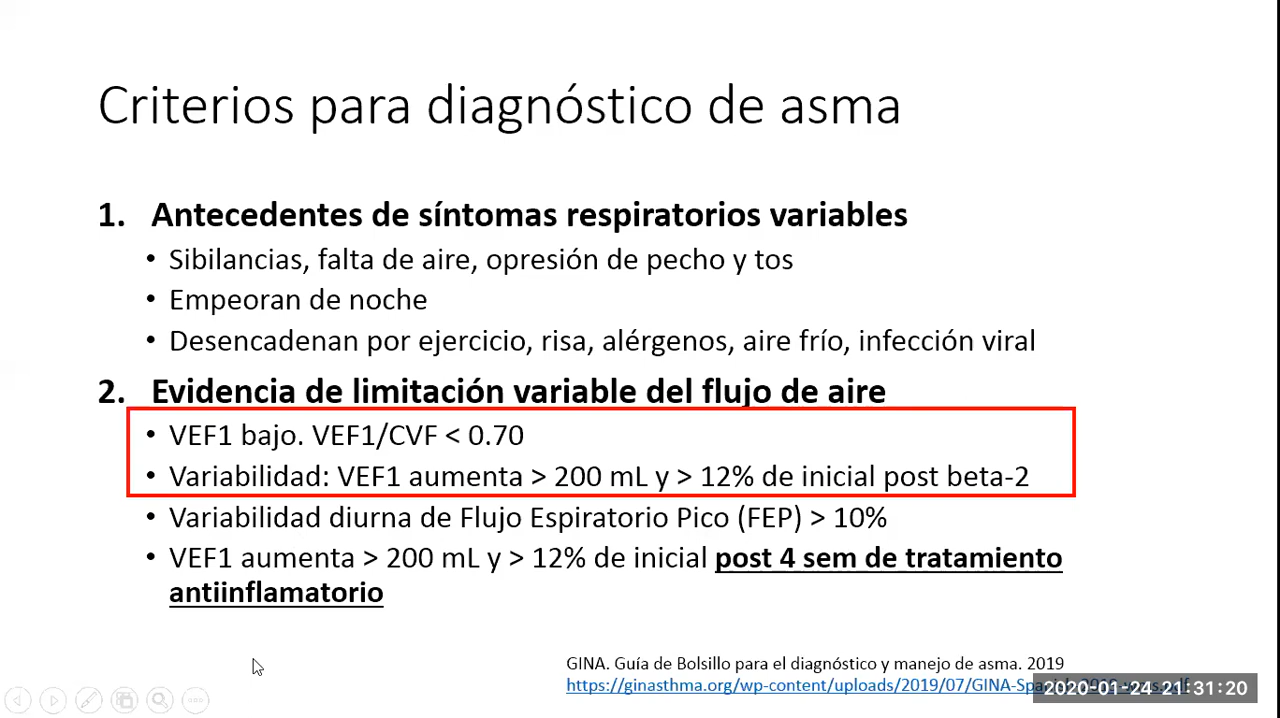 Criterios para diagnóstico de asma
1. Antecedentes de síntomas respiratorios variables
• Sibilancias, falta de aire, opresión de pecho y tos
• Empeoran de noche
• Desencadenan por ejercicio, risa, alérgenos, aire frío, infección viral
2. Evidencia de limitación variable del flujo de aire
• VEF1 bajo. VEF1/CVF < 0.70
• Variabilidad: VEF1 aumenta > 200 mL y > 12% de inicial post beta-2
• Variabilidad diurna de Flujo Espiratorio Pico (FEP) > 10%
• VEF1 aumenta > 200 mL y > 12% de inicial post 4 sem de tratamiento
antiinflamatorio
GINA. Guía de Bolsillo para el diagnóstico y manejo de asma. 2019
https://ginasthma.org/wp-content/uploads/2019/07/GINA-Spa
2020-01-24 21:31:20